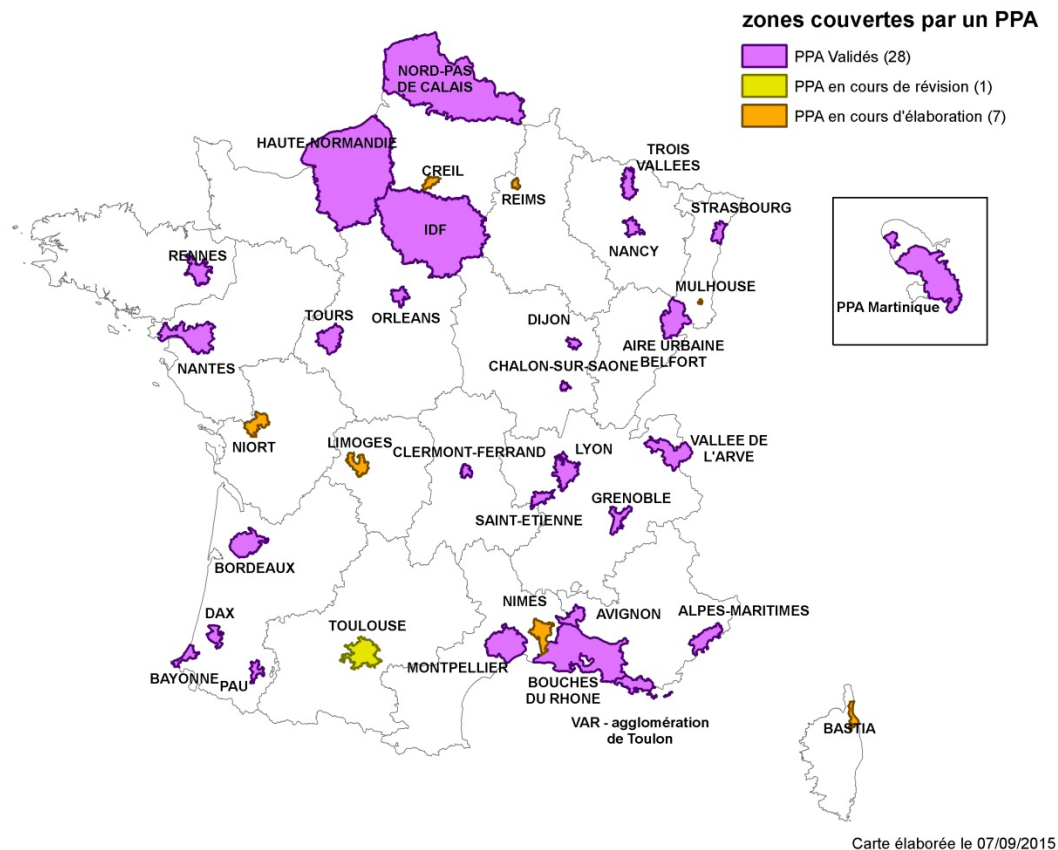 zones couvertes par un PPA
PPA Validés (28)
PPA en cours de révision (1)
PPA en cours d'élaboration (7)
NORD-PAS
DE CALAIS
HAUTE-NORMANDIE
CREIL
REIMS
TROIS
VALLEES
STRASBOURG
IDF
NANCY
RENNES
MULHOUSE
PPA Martinique
TOURS
ORLEANS
DIJON
AIRE URBAINE
BELFORT
CHALON-SUR-SAONE
NANTES
NIORT
LIMOGES
CLERMONT-FERRAND
LYON
VALLEE DE
L'ARVE
GRENOBLE
SAINT-ETIENNE
BORDEAUX
NIMES
AVIGNON
ALPES-MARITIMES
DAX
TOULOUSE
MONTPELLIER
BAYONNE
PAU
BOUCHES
DU RHONE
VAR - agglomération
de Toulon
BASTIA
Carte élaborée le 07/09/2015